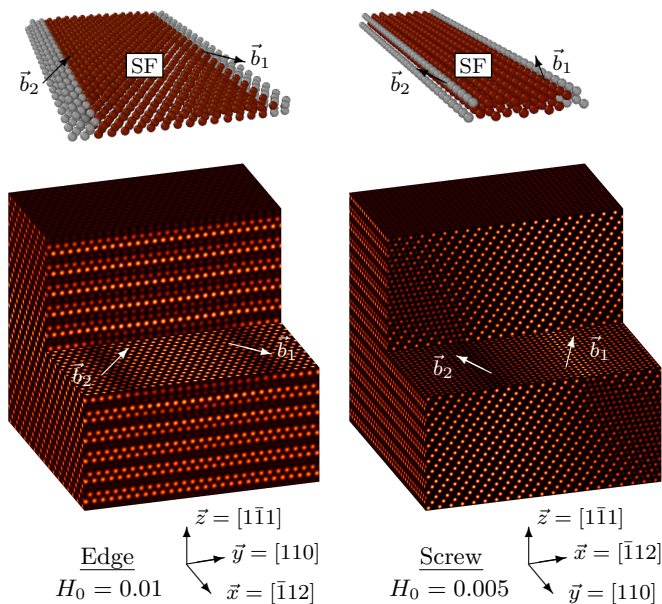 SF
b⃗₂
b⃗₁
SF
b⃗₂
b⃗₁
b⃗₂
b⃗₁
b⃗₂
b⃗₁
z⃗ = [11̄1]
y⃗ = [110]
x⃗ = [1̄12]
Edge
H₀ = 0.01
z⃗ = [11̄1]
x⃗ = [1̄12]
y⃗ = [110]
Screw
H₀ = 0.005